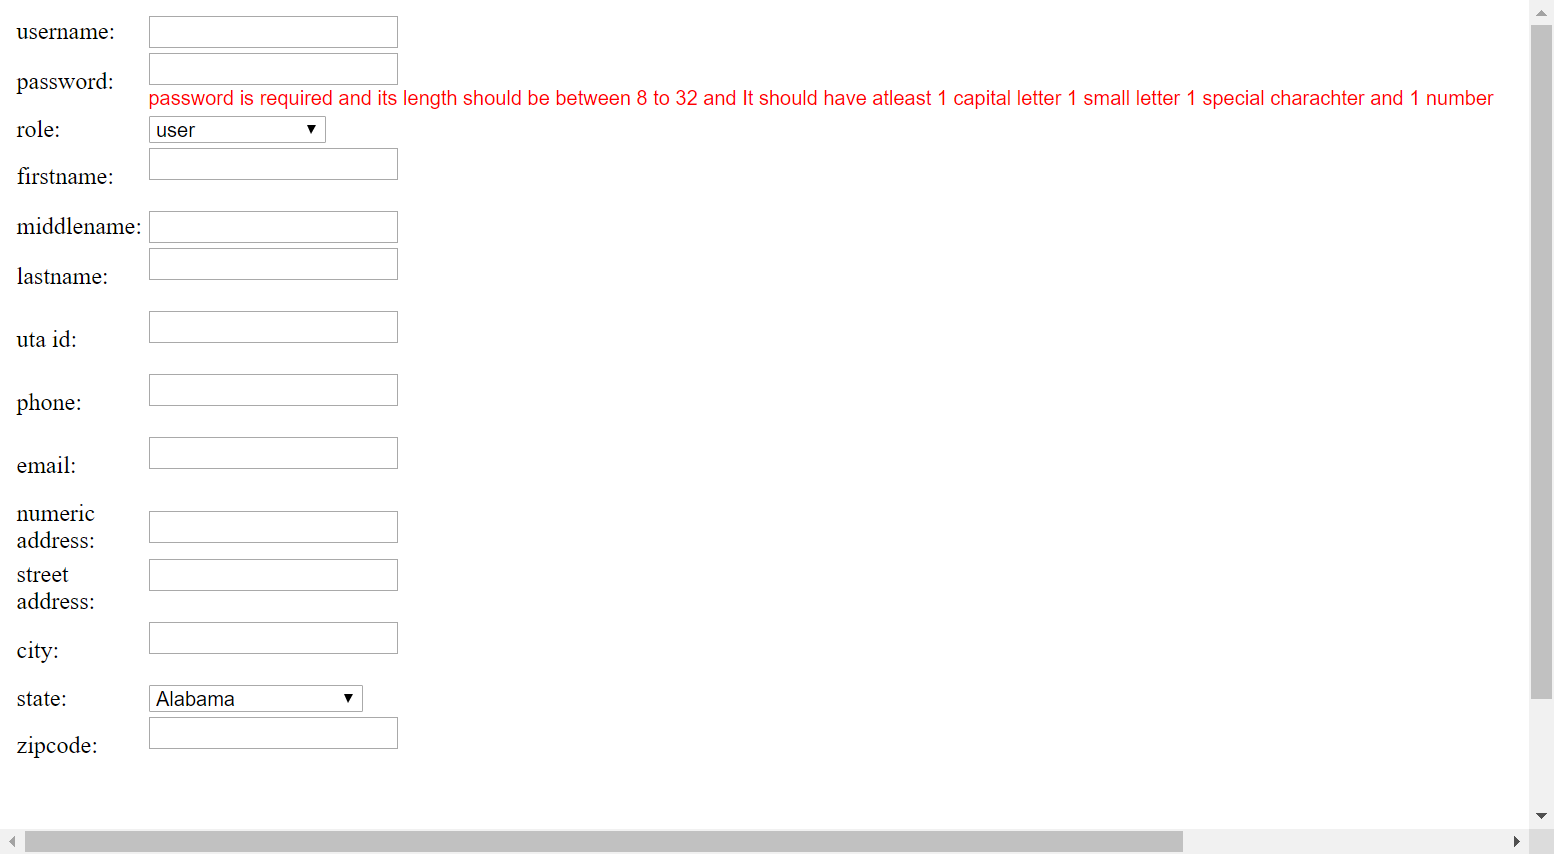 username:
password:
password is required and its length should be between 8 to 32 and It should have atleast 1 capital letter 1 small letter 1 special charachter and 1 number
role: user
firstname:
middlename:
lastname:
uta id:
phone:
email:
numeric
address:
street
address:
city:
state: Alabama
zipcode: